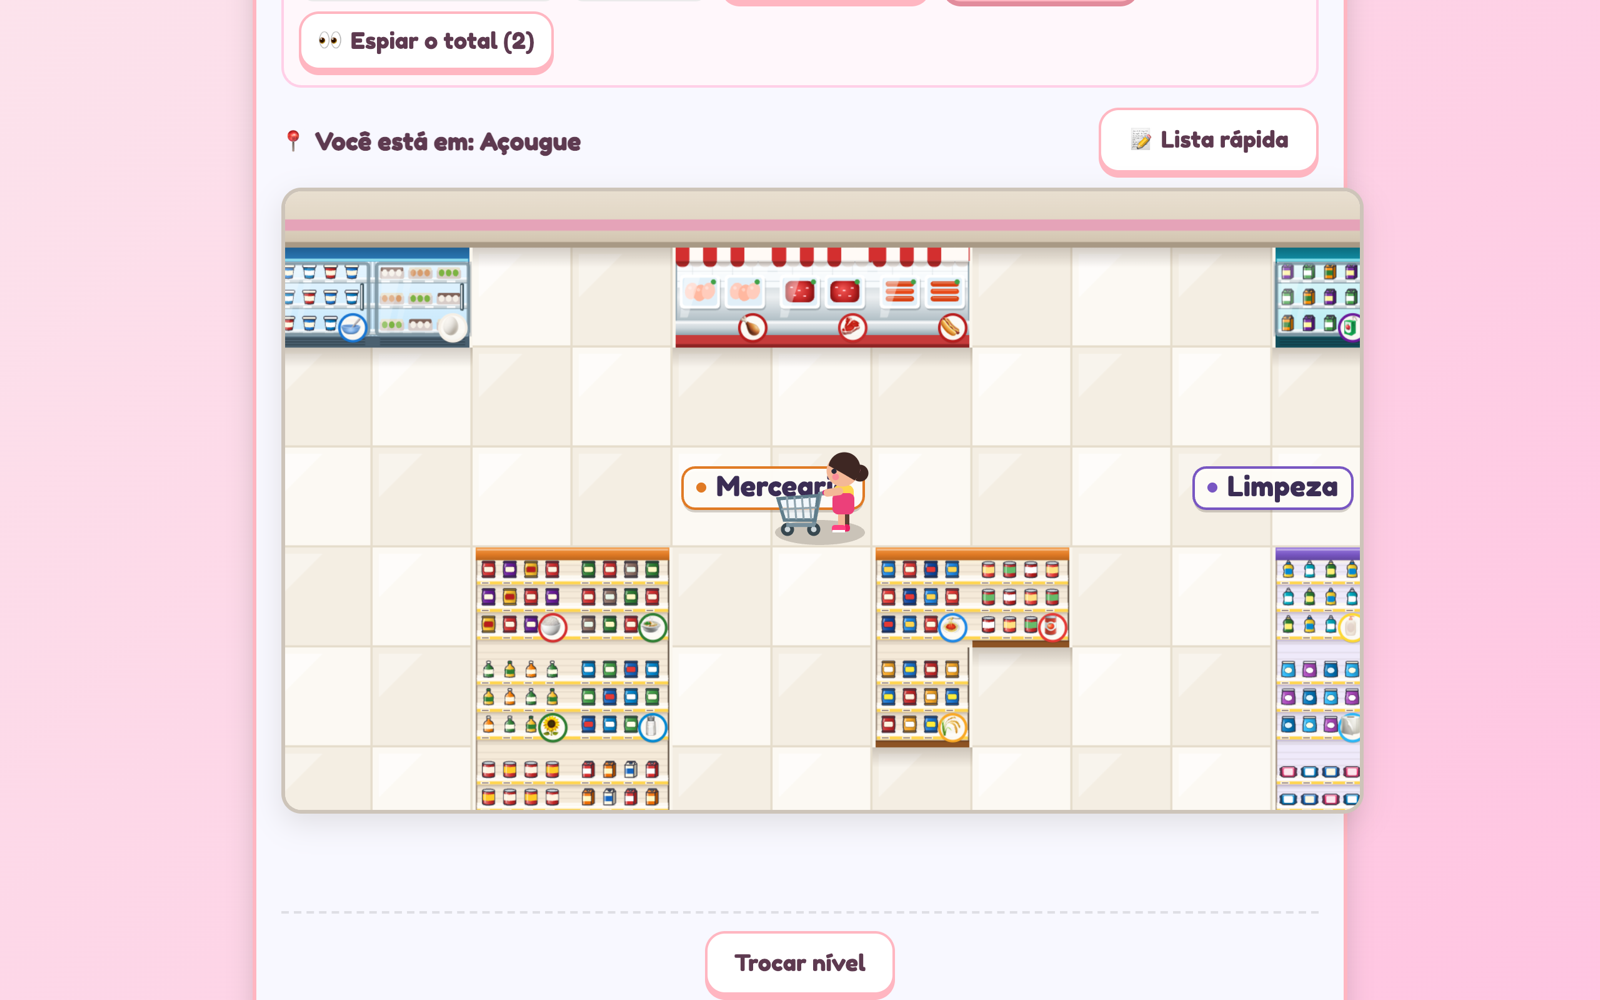 Espiar o total (2)
Você está em: Açougue
Lista rápida
Limpeza
Trocar nível